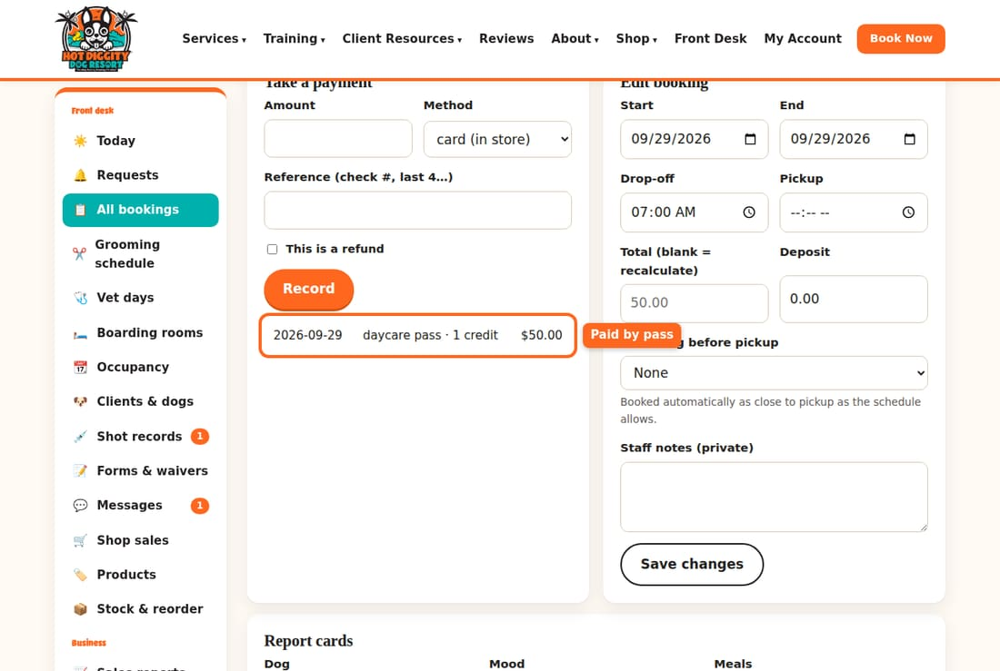 HOT DIGGITY
DOG RESORT
Services ▾
Training ▾
Client Resources ▾
Reviews
About ▾
Shop ▾
Front Desk
My Account
Book Now
Front desk
Today
Requests
All bookings
Grooming
schedule
Vet days
Boarding rooms
Occupancy
Clients & dogs
Shot records 1
Forms & waivers
Messages 1
Shop sales
Products
Stock & reorder
Business
Sales reports
Take a payment
Amount
Method
card (in store)
Reference (check #, last 4…)
This is a refund
Record
2026-09-29 daycare pass · 1 credit $50.00
Paid by pass
Edit booking
Start
End
09/29/2026
09/29/2026
Drop-off
Pickup
07:00 AM
--:-- --
Total (blank =
recalculate)
Deposit
50.00
0.00
before pickup
None
Booked automatically as close to pickup as the schedule
allows.
Staff notes (private)
Save changes
Report cards
Dog
Mood
Meals